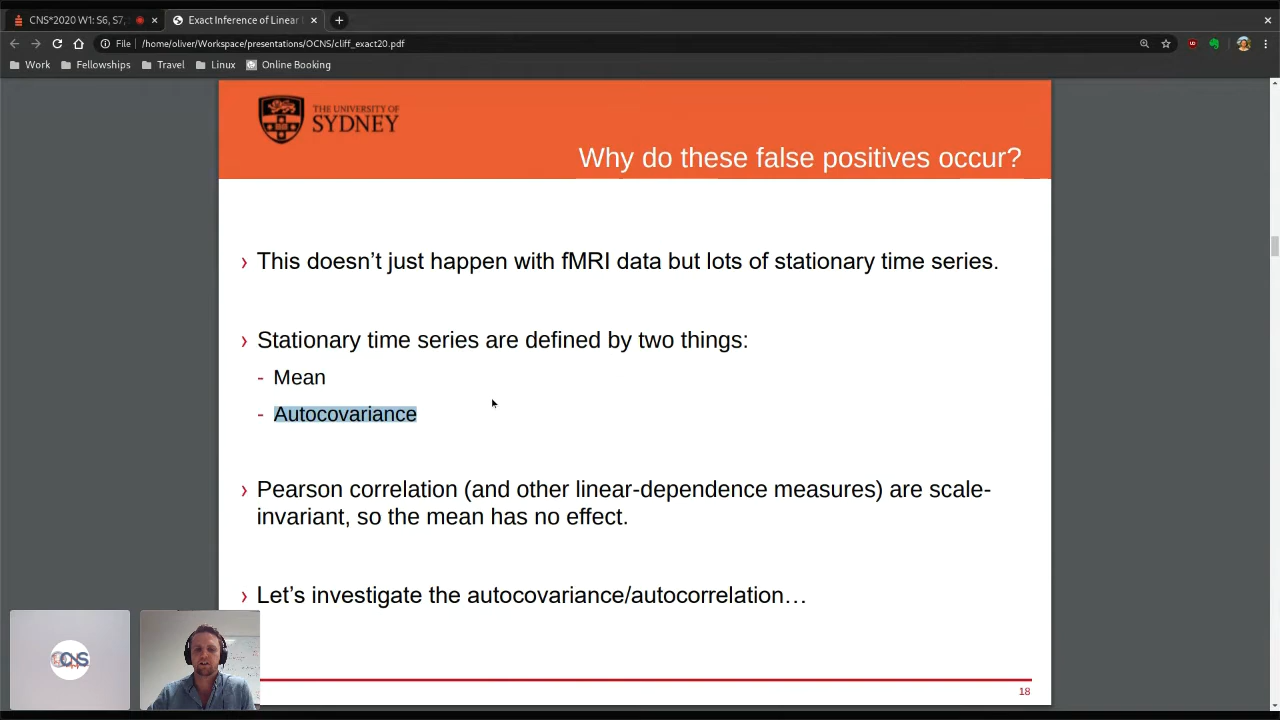 CNS*2020 W1: S6, S7,
Exact Inference of Linear
File
/home/oliver/Workspace/presentations/OCNS/cliff_exact20.pdf
Work
Fellowships
Travel
Linux
Online Booking
THE UNIVERSITY OF
SYDNEY
Why do these false positives occur?
› This doesn’t just happen with fMRI data but lots of stationary time series.
› Stationary time series are defined by two things:
- Mean
- Autocovariance
› Pearson correlation (and other linear-dependence measures) are scale-
invariant, so the mean has no effect.
› Let’s investigate the autocovariance/autocorrelation…
OCNS
18